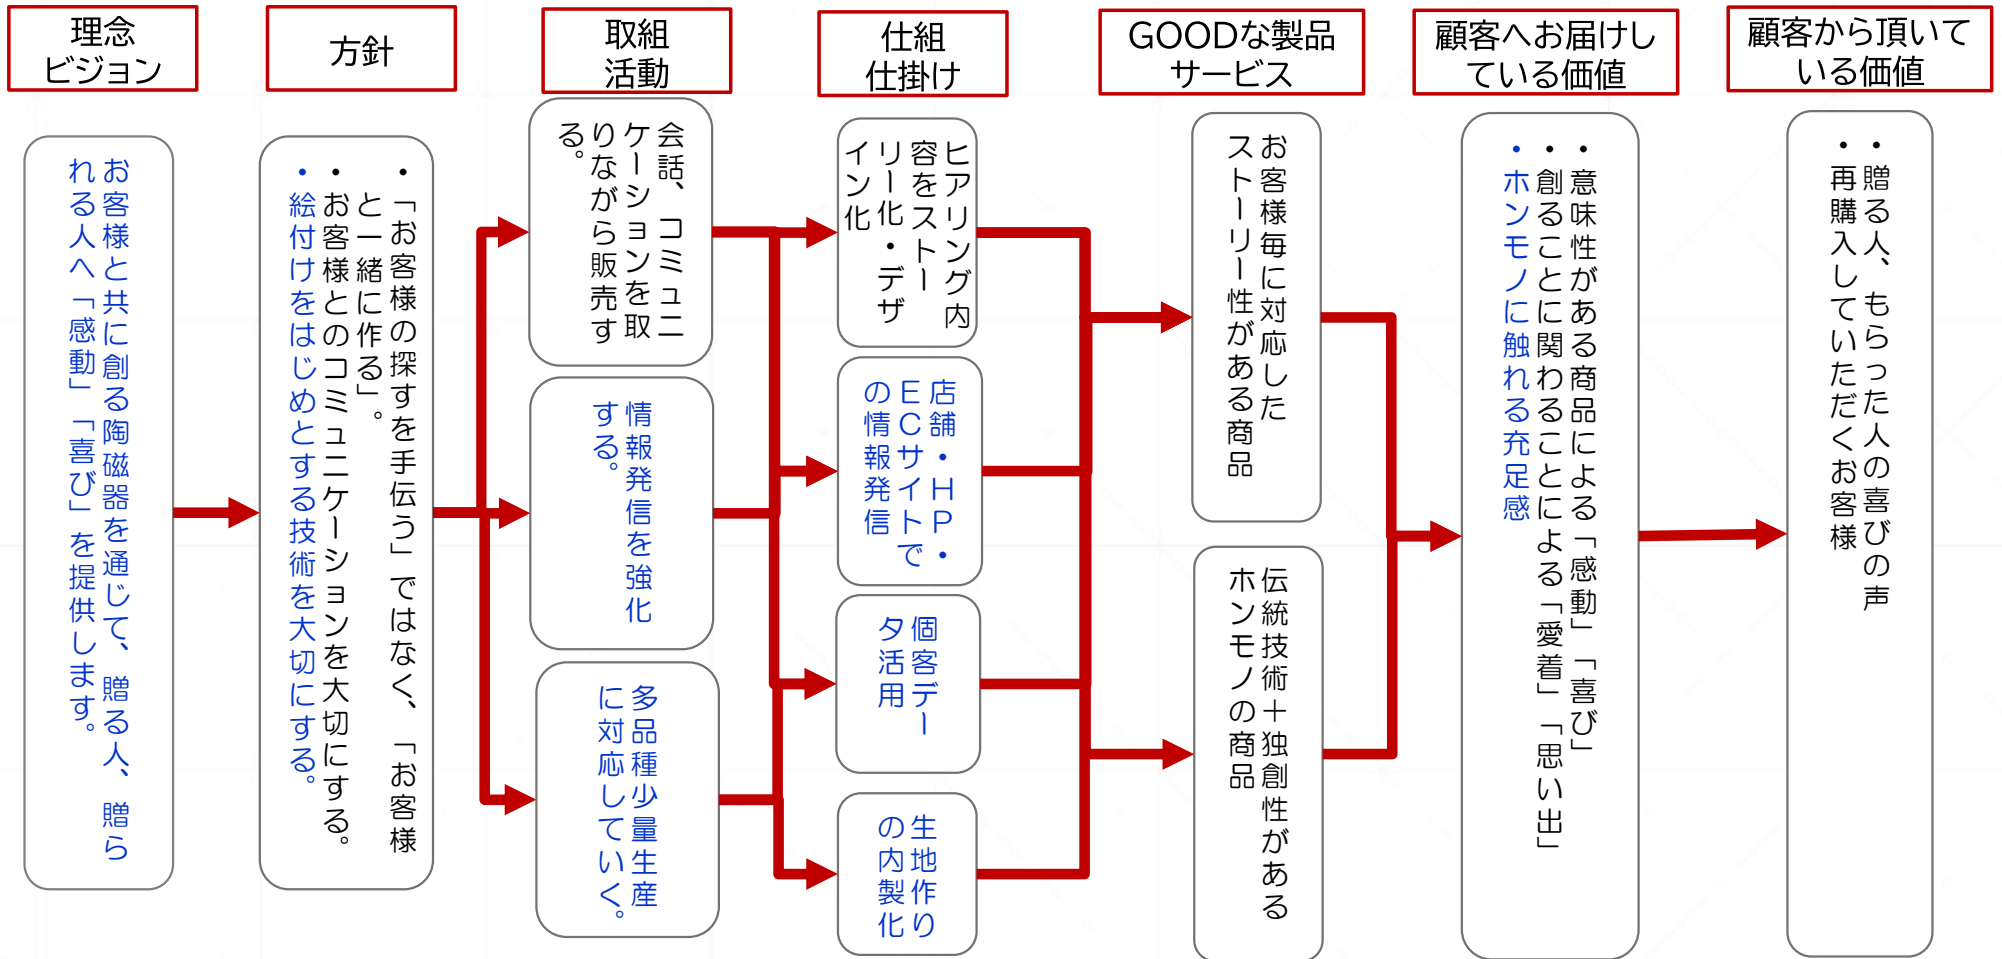 理念
ビジョン
方針
取組
活動
仕組
仕掛け
GOODな製品
サービス
顧客へお届けし
ている価値
顧客から頂いて
いる価値
お客様と共に創る陶磁器を通じて、贈る人、贈ら
れる人へ「感動」「喜び」を提供します。
・「お客様の探すを手伝う」ではなく、「お客様
と一緒に作る」。
・お客様とのコミュニケーションを大切にする。
・絵付けをはじめとする技術を大切にする。
会話、コミュニ
ケーションを取
りながら販売す
る。
情報発信を強化
する。
多品種少量生産
に対応していく。
ヒアリング内
容をストー
リー化・デザ
イン化
店舗・HP・
ECサイトで
の情報発信
個客デー
タ活用
生地作り
の内製化
お客様毎に対応した
ストーリー性がある商品
伝統技術＋独創性がある
ホンモノの商品
・意味性がある商品による「感動」「喜び」
・創ることに関わることによる「愛着」「思い出」
・ホンモノに触れる充足感
・贈る人、もらった人の喜びの声
・再購入していただくお客様